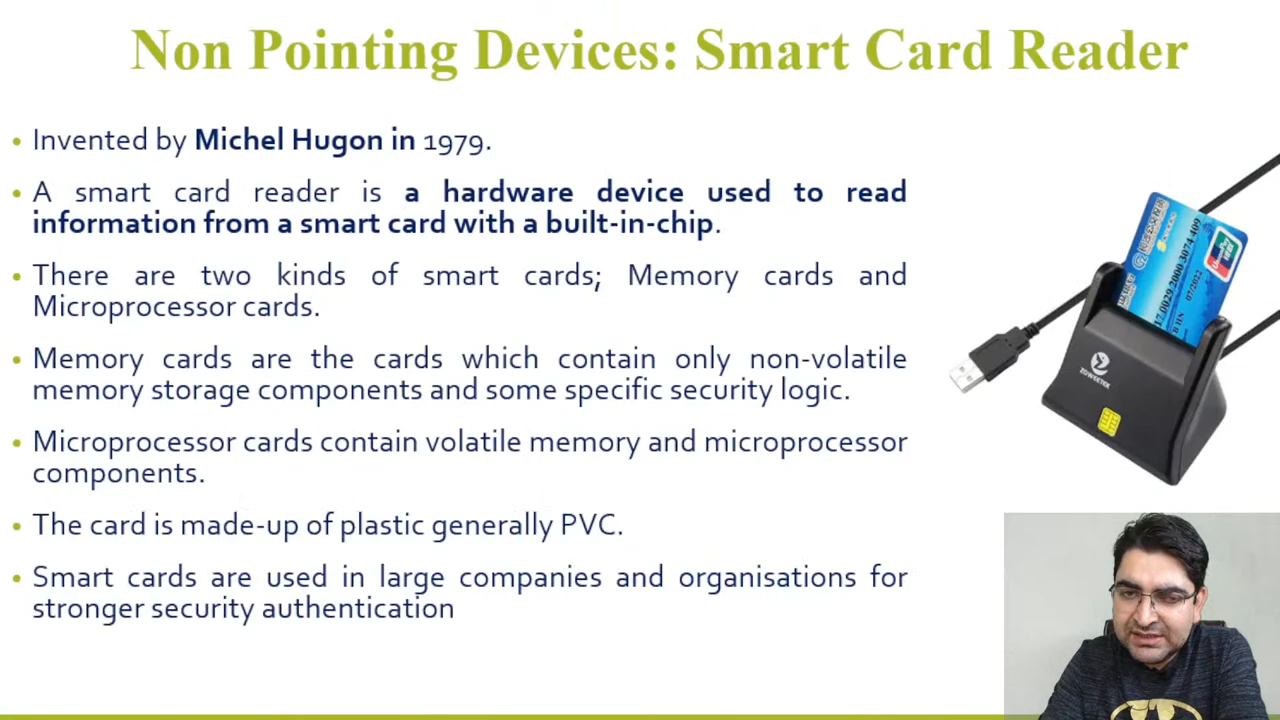 Non Pointing Devices: Smart Card Reader
• Invented by Michel Hugon in 1979.
• A smart card reader is a hardware device used to read
information from a smart card with a built-in-chip.
• There are two kinds of smart cards; Memory cards and
Microprocessor cards.
• Memory cards are the cards which contain only non-volatile
memory storage components and some specific security logic.
• Microprocessor cards contain volatile memory and microprocessor
components.
• The card is made-up of plastic generally PVC.
• Smart cards are used in large companies and organisations for
stronger security authentication
ZOWEETEK
07/2022